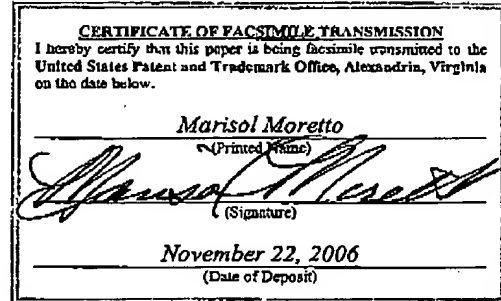 CERTIFICATE OF FACSIMILE TRANSMISSION
I hereby certify that this paper is being facsimile transmitted to the
United States Patent and Trademark Office, Alexandria, Virginia
on the date below.
Marisol Moretto
(Printed Name)
Marisol Moretto
(Signature)
November 22, 2006
(Date of Deposit)